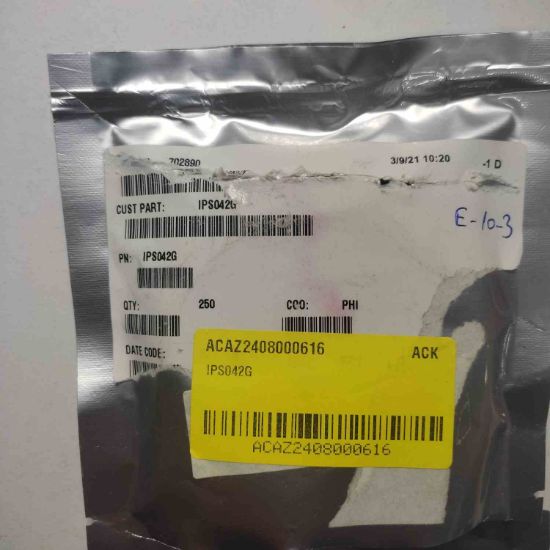 702890 3/9/21 10:20 -1 D
CUST PART: IPS042G
E-10-3
PN: IPS042G
QTY: 250 COO: PHI
DATE CODE:
ACAZ2408000616 ACK
IPS042G
ACAZ2408000616